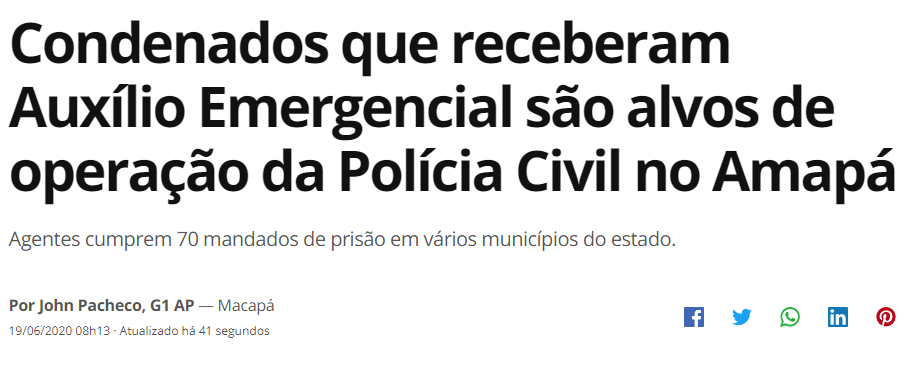 Condenados que receberam
Auxílio Emergencial são alvos de
operação da Polícia Civil no Amapá
Agentes cumprem 70 mandados de prisão em vários municípios do estado.
Por John Pacheco, G1 AP — Macapá
19/06/2020 08h13 · Atualizado há 41 segundos